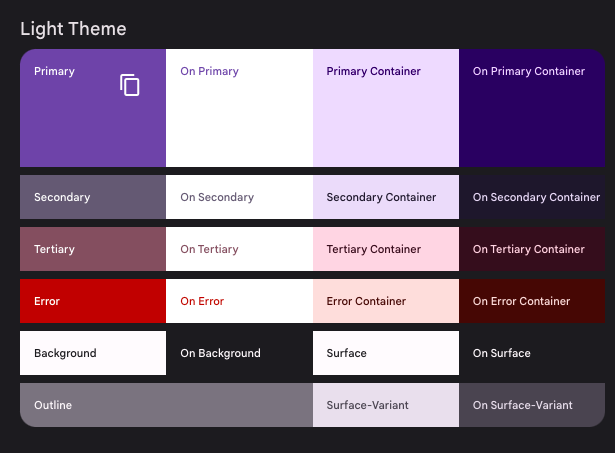 Light Theme
Primary
On Primary
Primary Container
On Primary Container
Secondary
On Secondary
Secondary Container
On Secondary Container
Tertiary
On Tertiary
Tertiary Container
On Tertiary Container
Error
On Error
Error Container
On Error Container
Background
On Background
Surface
On Surface
Outline
Surface-Variant
On Surface-Variant